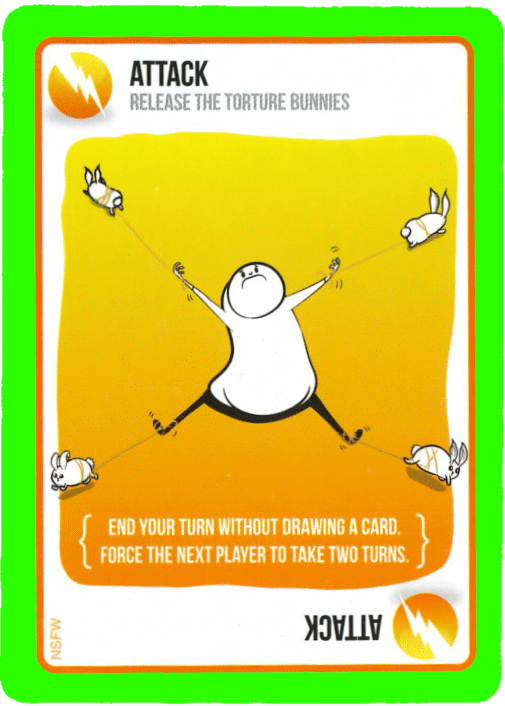 ATTACK
RELEASE THE TORTURE BUNNIES
{ END YOUR TURN WITHOUT DRAWING A CARD.
FORCE THE NEXT PLAYER TO TAKE TWO TURNS. }
NSFW
ATTACK